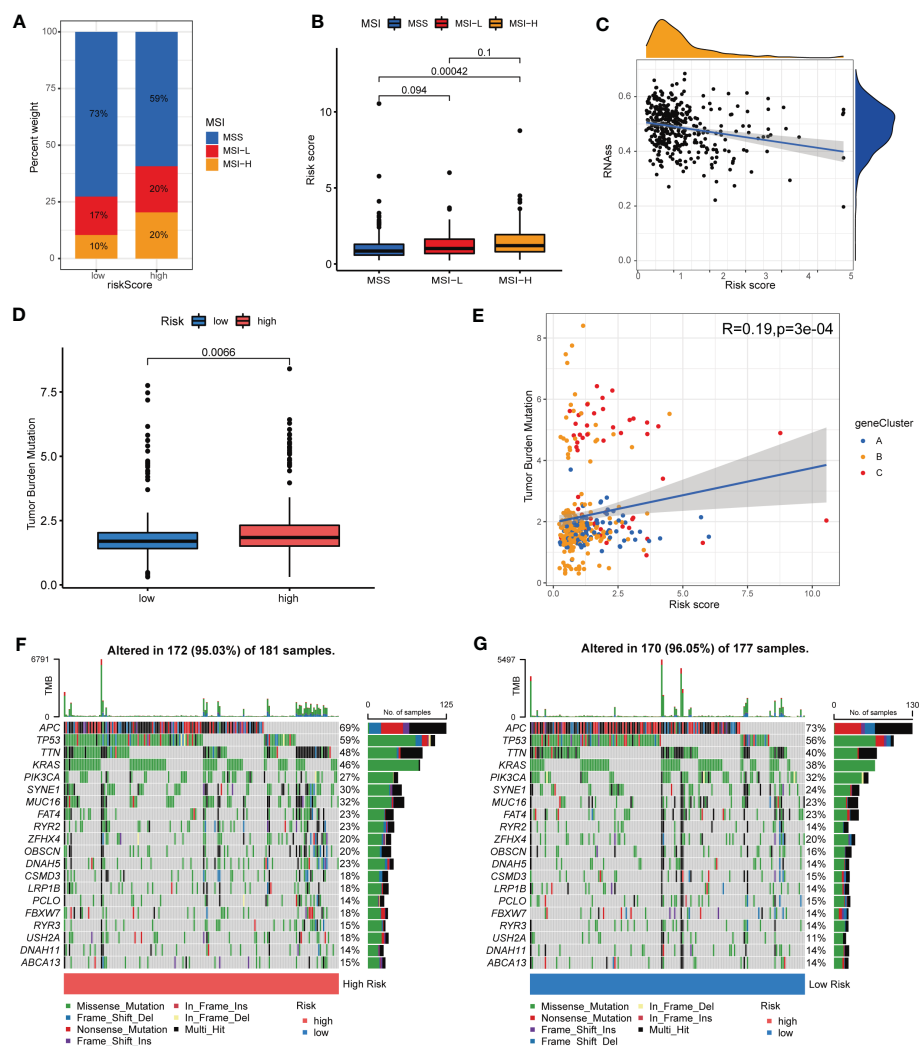 A
100
75
50
25
0
Percent weight
73%
17%
10%
59%
20%
20%
low
high
riskScore
MSI
MSS
MSI−L
MSI−H
B
MSI MSS MSI−L MSI−H
0.1
0.00042
0.094
10
5
0
Risk score
MSS MSI−L MSI−H
C
0.6
0.4
0.2
0.0
RNAss
0 1 2 3 4 5
Risk score
D
Risk low high
0.0066
7.5
5.0
2.5
0.0
Tumor Burden Mutation
low high
E
R=0.19,p=3e−04
8
6
4
2
0
Tumor Burden Mutation
0.0 2.5 5.0 7.5 10.0
Risk score
geneCluster
A
B
C
F
Altered in 172 (95.03%) of 181 samples.
6791
0
TMB
No. of samples
0 125
APC 69%
TP53 59%
TTN 48%
KRAS 46%
PIK3CA 27%
SYNE1 30%
MUC16 32%
FAT4 23%
RYR2 23%
ZFHX4 20%
OBSCN 20%
DNAH5 23%
CSMD3 18%
LRP1B 18%
PCLO 14%
FBXW7 18%
RYR3 15%
USH2A 18%
DNAH11 14%
ABCA13 15%
High Risk
Missense_Mutation
Frame_Shift_Del
Nonsense_Mutation
Frame_Shift_Ins
In_Frame_Ins
In_Frame_Del
Multi_Hit
Risk
high
low
G
Altered in 170 (96.05%) of 177 samples.
5497
0
TMB
No. of samples
0 130
APC 73%
TP53 56%
TTN 40%
KRAS 38%
PIK3CA 32%
SYNE1 24%
MUC16 23%
FAT4 23%
RYR2 14%
ZFHX4 20%
OBSCN 16%
DNAH5 14%
CSMD3 15%
LRP1B 14%
PCLO 15%
FBXW7 14%
RYR3 14%
USH2A 11%
DNAH11 14%
ABCA13 14%
Low Risk
Missense_Mutation
Nonsense_Mutation
Frame_Shift_Ins
Frame_Shift_Del
In_Frame_Del
In_Frame_Ins
Multi_Hit
Risk
high
low